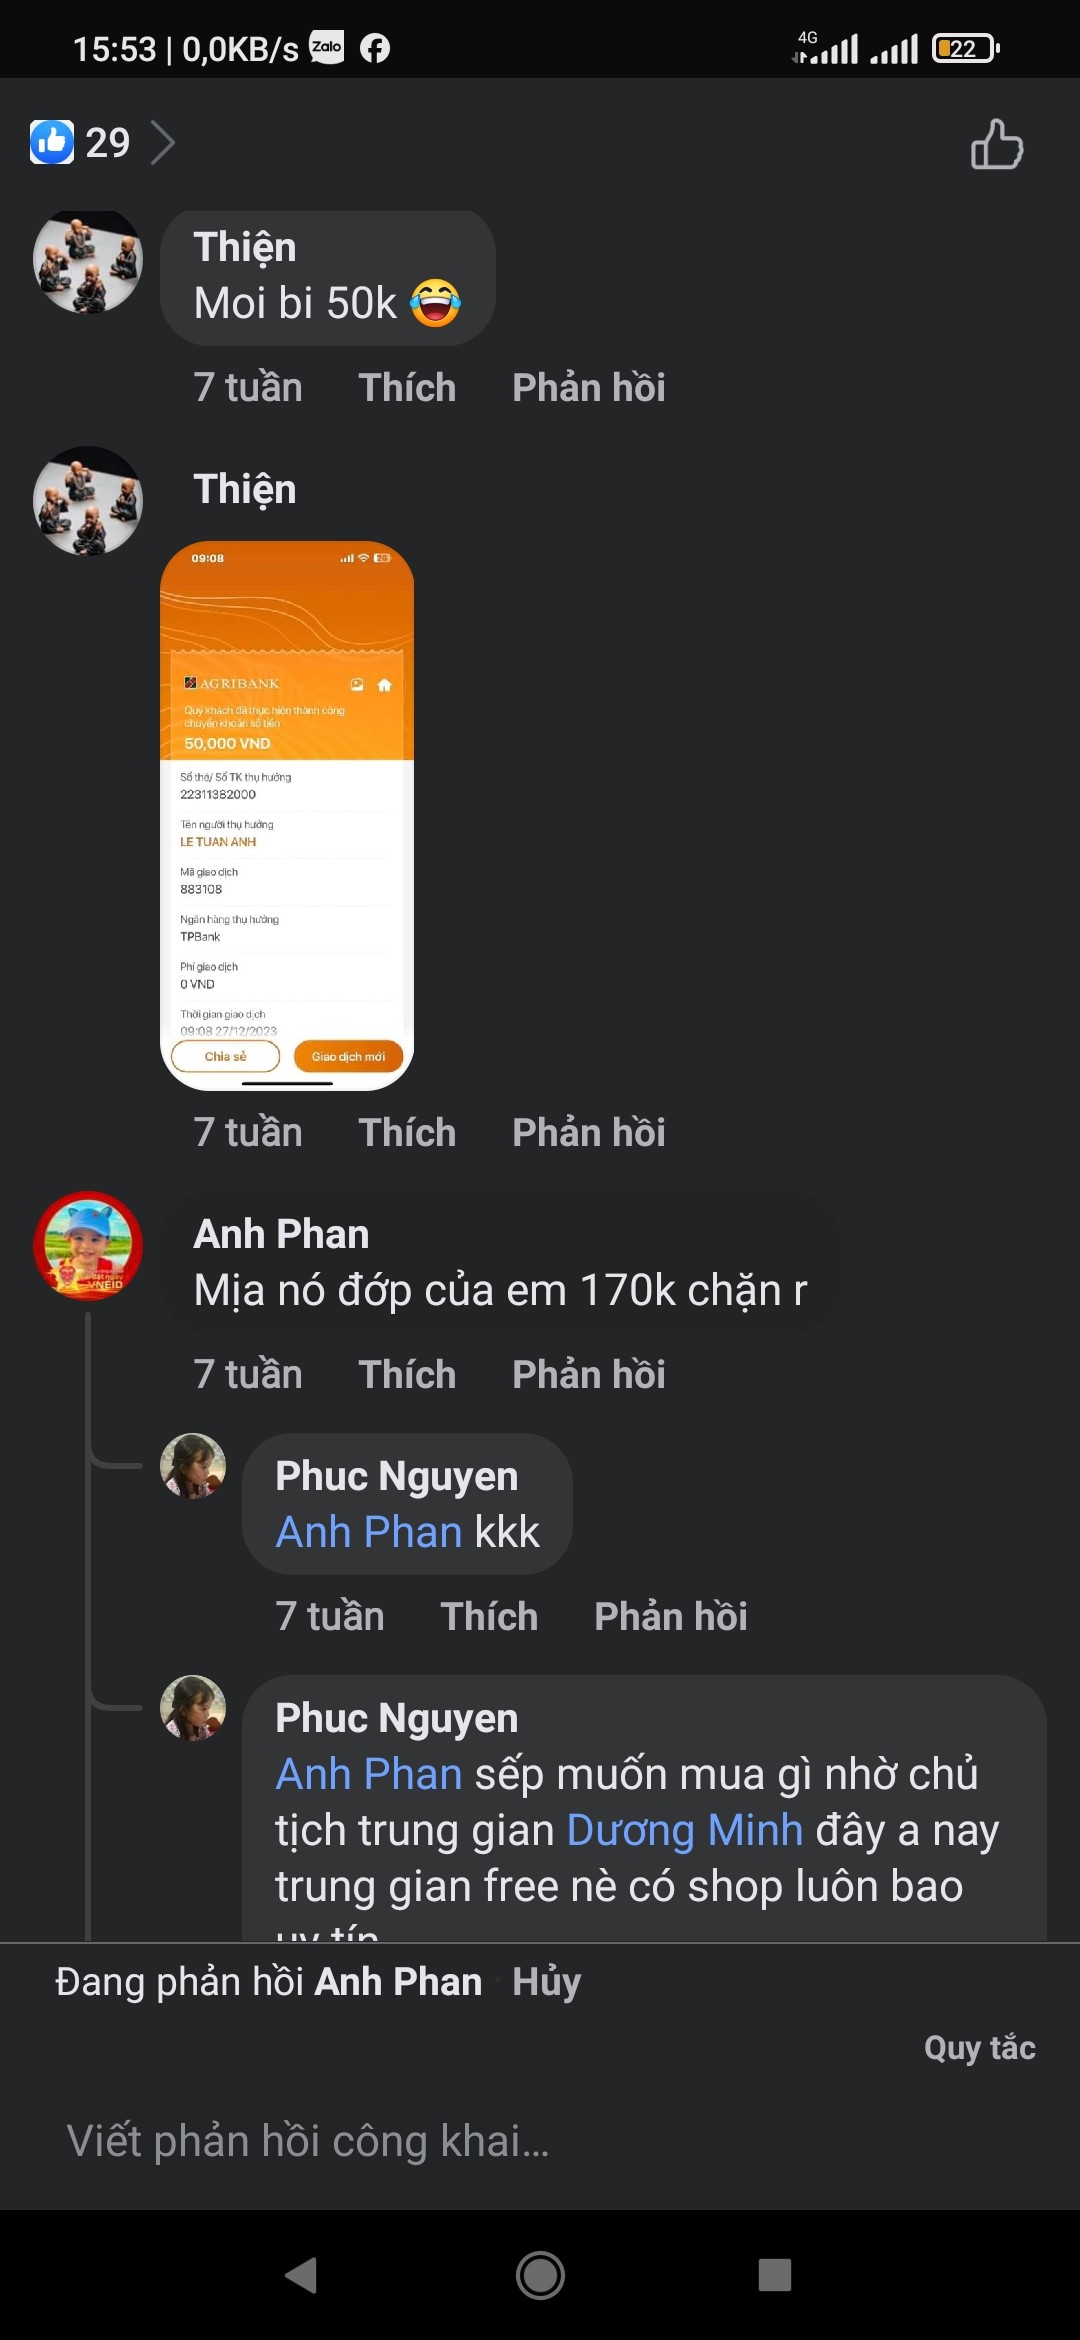 15:53 | 0,0KB/s Zalo
4G 22
29
Thiện
Moi bi 50k 😂
7 tuần Thích Phản hồi
Thiện
09:08
AGRIBANK
Quý khách đã thực hiện thành công
chuyển khoản số tiền
50,000 VND
Số thẻ/ Số TK thụ hưởng
22311382000
Tên người thụ hưởng
LE TUAN ANH
Mã giao dịch
883108
Ngân hàng thụ hưởng
TPBank
Phí giao dịch
0 VND
Thời gian giao dịch
09:08 27/12/2023
Chia sẻ Giao dịch mới
7 tuần Thích Phản hồi
Anh Phan
Mịa nó đớp của em 170k chặn r
7 tuần Thích Phản hồi
VNEID
Phuc Nguyen
Anh Phan kkk
7 tuần Thích Phản hồi
Phuc Nguyen
Anh Phan sếp muốn mua gì nhờ chủ
tịch trung gian Dương Minh đây a nay
trung gian free nè có shop luôn bao
uy tín
Đang phản hồi Anh Phan · Hủy
Quy tắc
Viết phản hồi công khai...